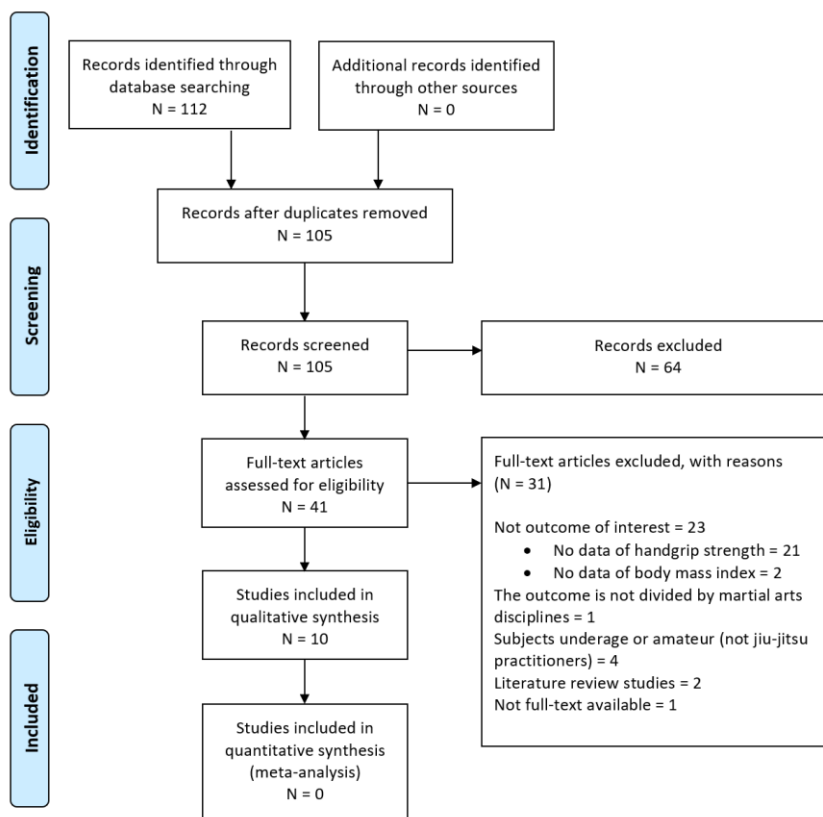 Identification
Records identified through
database searching
N = 112
Additional records identified
through other sources
N = 0
Records after duplicates removed
N = 105
Screening
Records screened
N = 105
Records excluded
N = 64
Eligibility
Full-text articles
assessed for eligibility
N = 41
Full-text articles excluded, with reasons
(N = 31)
Not outcome of interest = 23
• No data of handgrip strength = 21
• No data of body mass index = 2
The outcome is not divided by martial arts
disciplines = 1
Subjects underage or amateur (not jiu-jitsu
practitioners) = 4
Literature review studies = 2
Not full-text available = 1
Studies included in
qualitative synthesis
N = 10
Included
Studies included in
quantitative synthesis
(meta-analysis)
N = 0